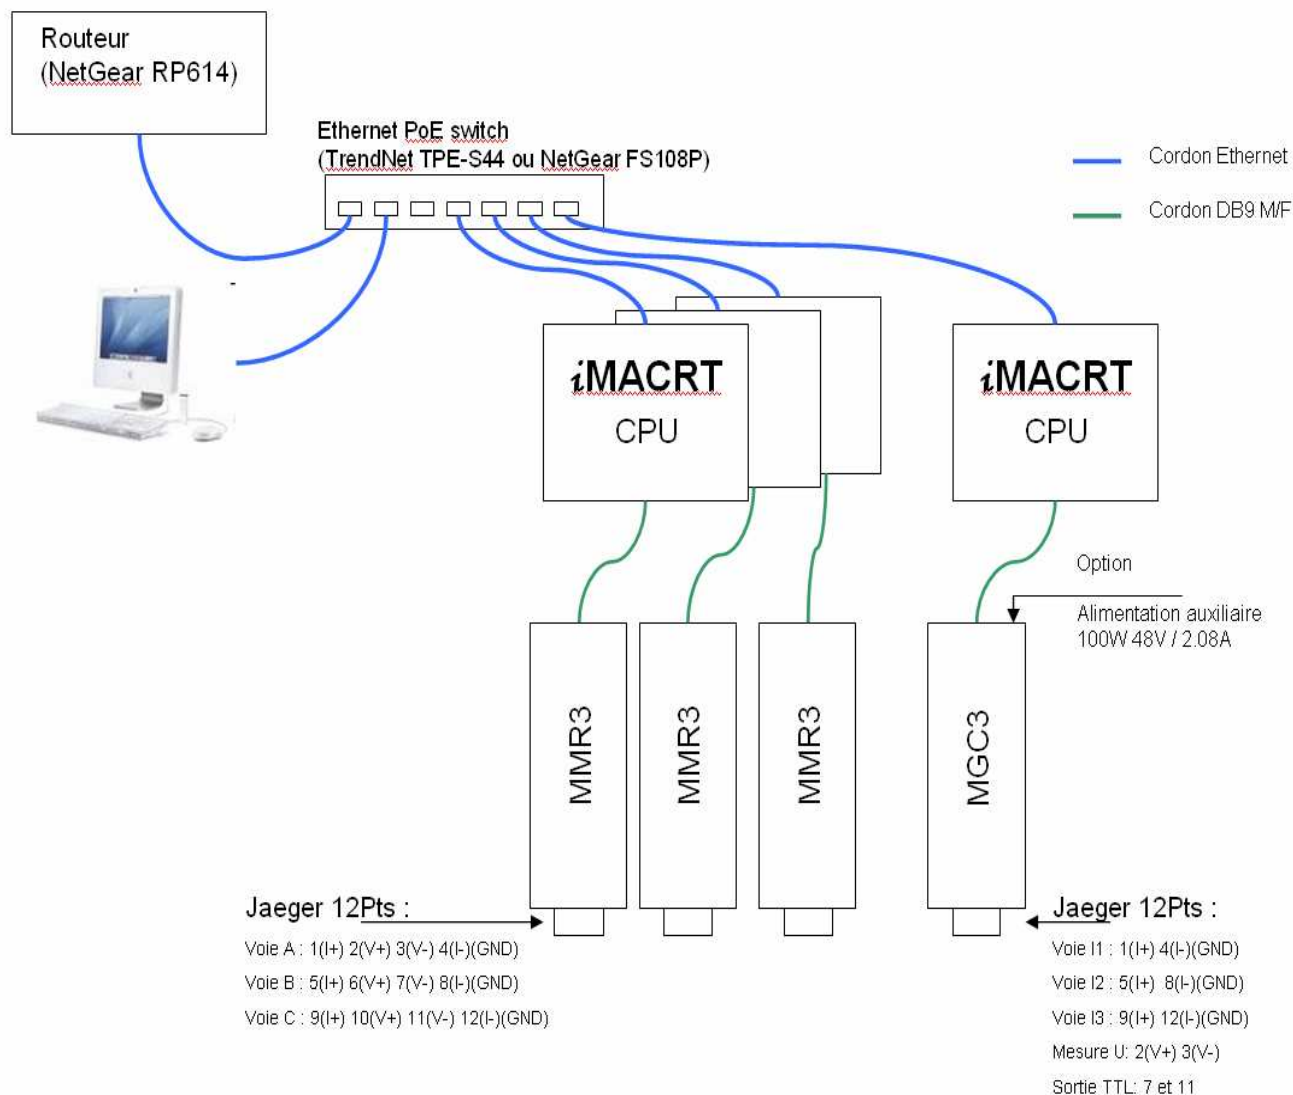 Routeur
(NetGear RP614)
Ethernet PoE switch
(TrendNet TPE-S44 ou NetGear FS108P)
Cordon Ethernet
Cordon DB9 M/F
iMACRT
CPU
iMACRT
CPU
Option
Alimentation auxiliaire
100W 48V / 2.08A
MMR3
MMR3
MMR3
MGC3
Jaeger 12Pts :
Voie A : 1(I+) 2(V+) 3(V-) 4(I-)(GND)
Voie B : 5(I+) 6(V+) 7(V-) 8(I-)(GND)
Voie C : 9(I+) 10(V+) 11(V-) 12(I-)(GND)
Jaeger 12Pts :
Voie I1 : 1(I+) 4(I-)(GND)
Voie I2 : 5(I+) 8(I-)(GND)
Voie I3 : 9(I+) 12(I-)(GND)
Mesure U: 2(V+) 3(V-)
Sortie TTL: 7 et 11